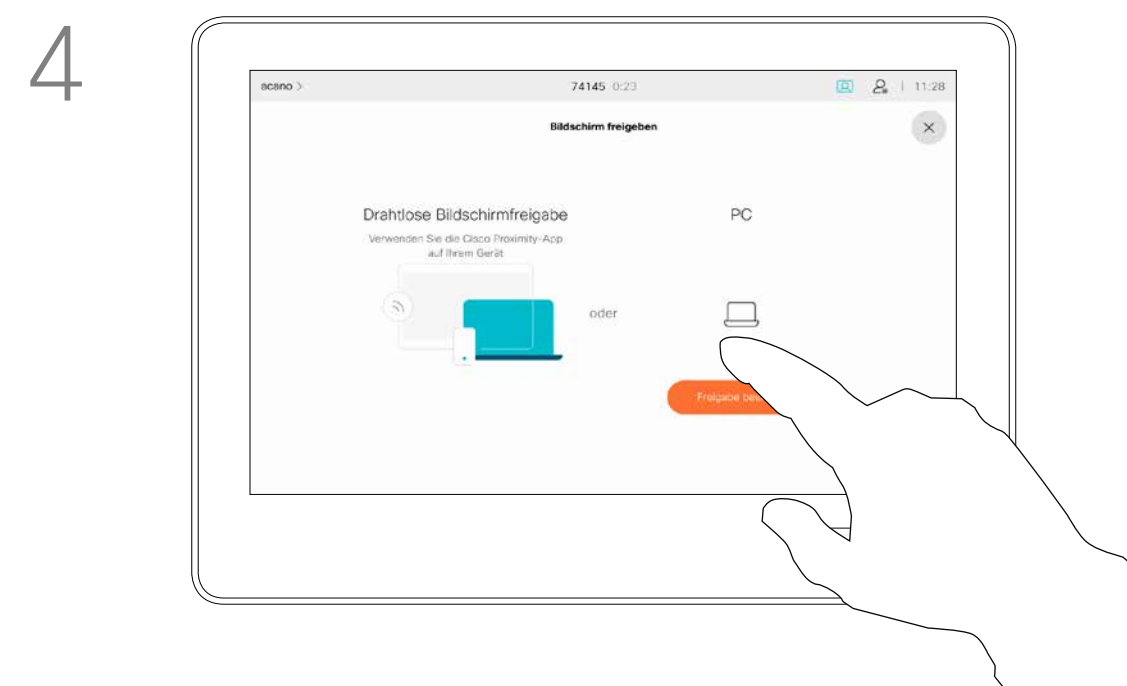 4
acano >
74145 0:23
11:28
Bildschirm freigeben
Drahtlose Bildschirmfreigabe
PC
Verwenden Sie die Cisco Proximity-App
auf Ihrem Gerät
oder
Freigabe